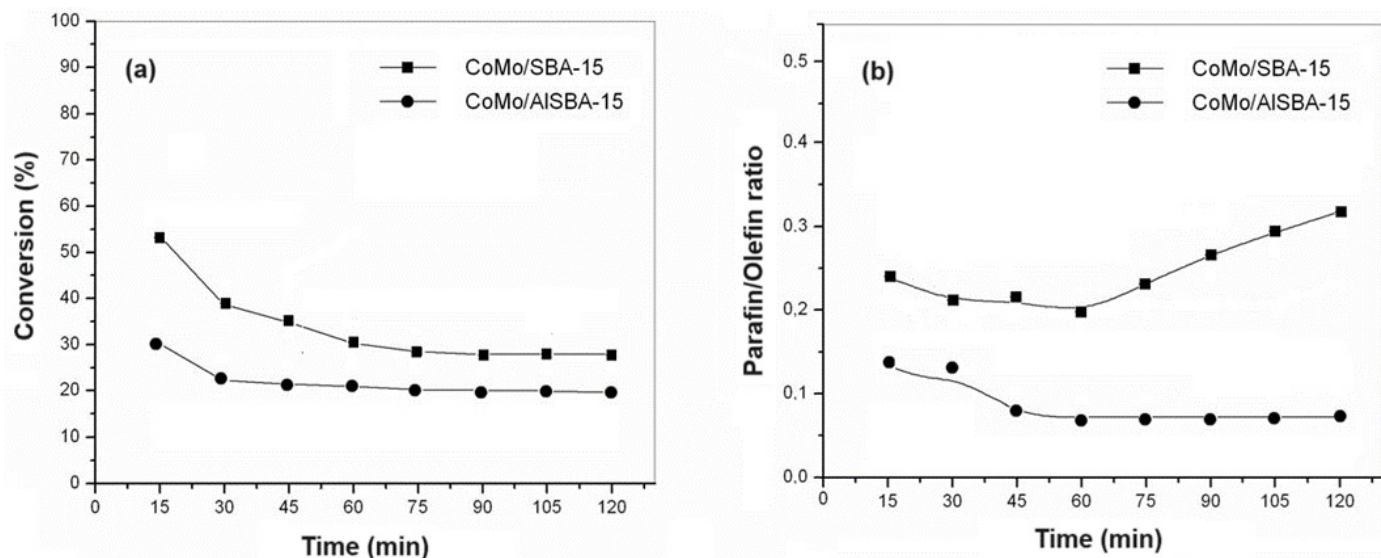 (a)
CoMo/SBA-15
CoMo/AlSBA-15
Conversion (%)
100
90
80
70
60
50
40
30
20
10
0
0 15 30 45 60 75 90 105 120
Time (min)
(b)
CoMo/SBA-15
CoMo/AlSBA-15
Parafin/Olefin ratio
0.5
0.4
0.3
0.2
0.1
0.0
0 15 30 45 60 75 90 105 120
Time (min)